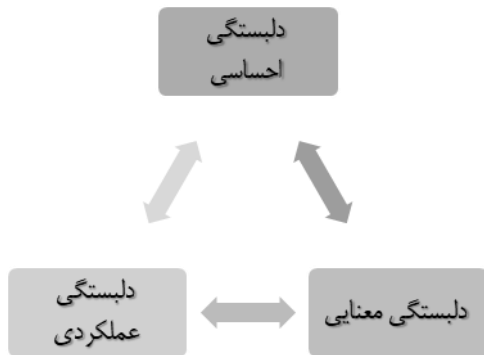 دلبستگی
احساسی
دلبستگی معنایی
دلبستگی
عملکردی